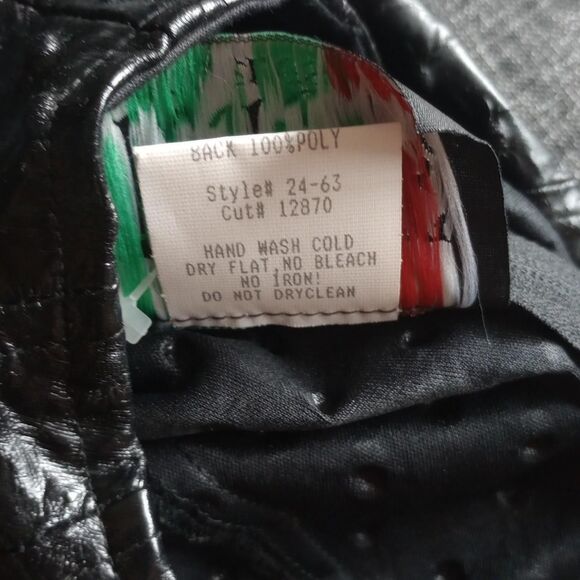 BACK 100%POLY
Style# 24-63
Cut# 12870
HAND WASH COLD
DRY FLAT,NO BLEACH
NO IRON!
DO NOT DRYCLEAN